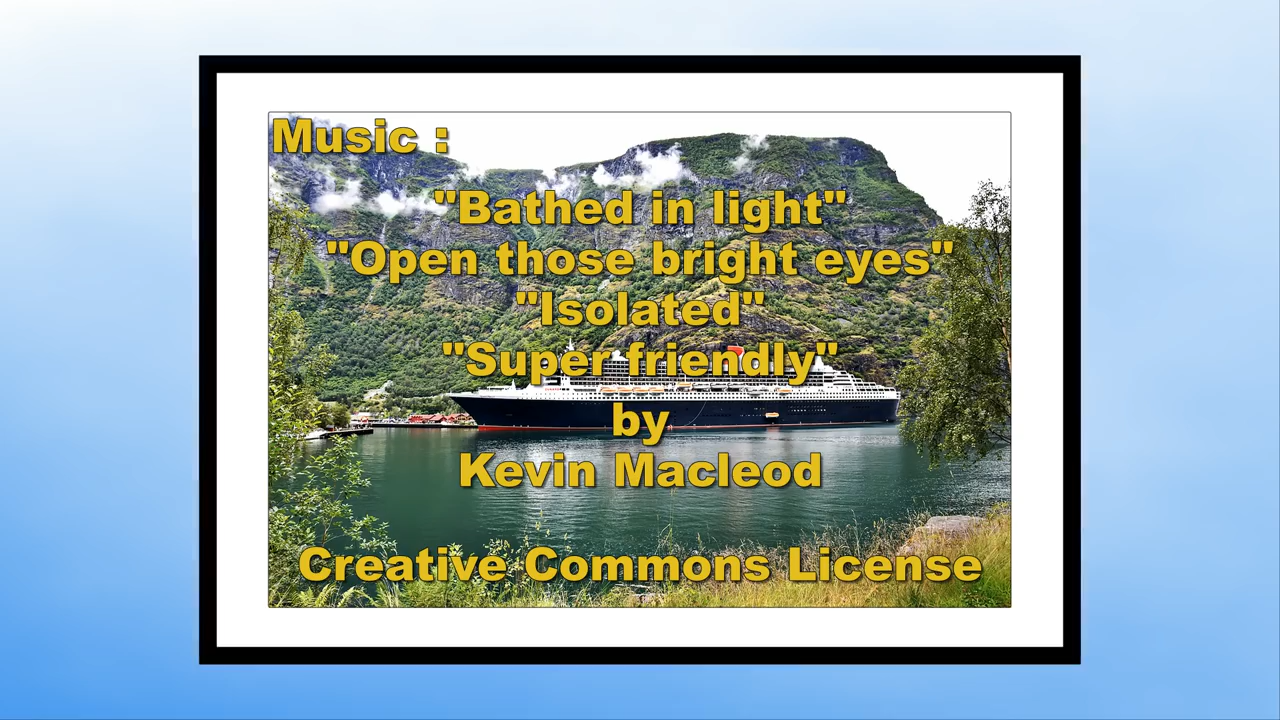 Music :
"Bathed in light"
"Open those bright eyes"
"Isolated"
"Super friendly"
by
Kevin Macleod
Creative Commons License